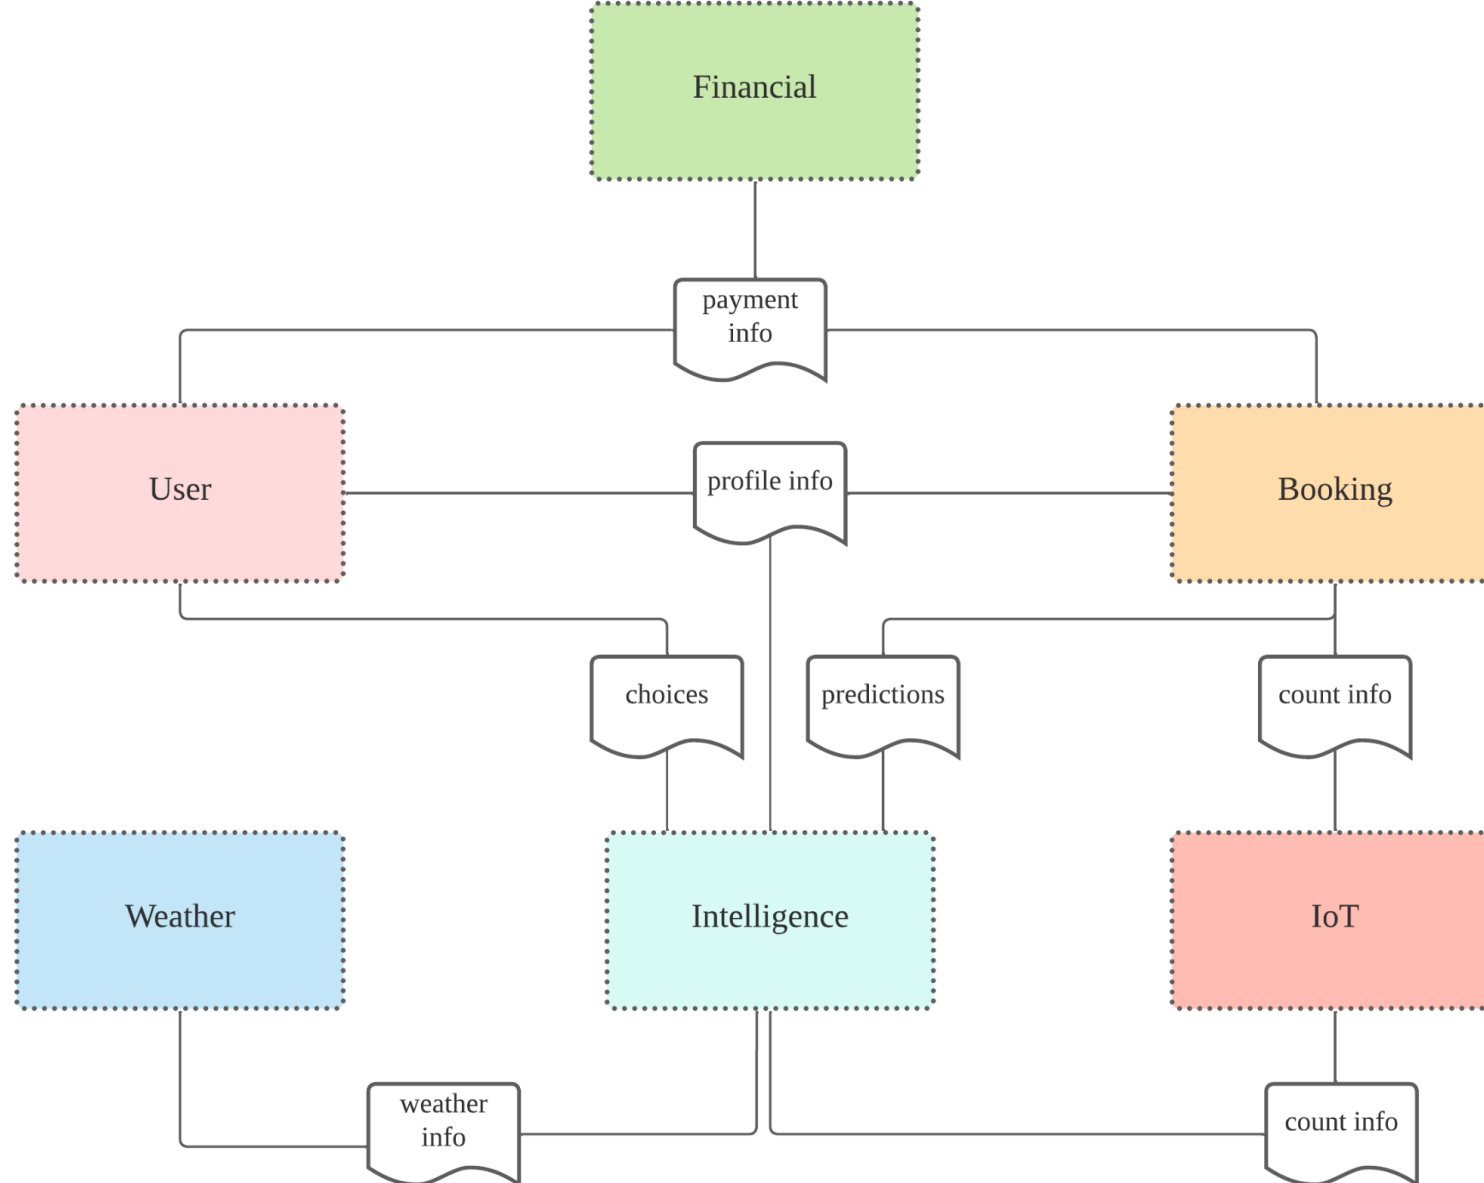 Financial
payment
info
User
profile info
Booking
choices
predictions
count info
Weather
Intelligence
IoT
weather
info
count info